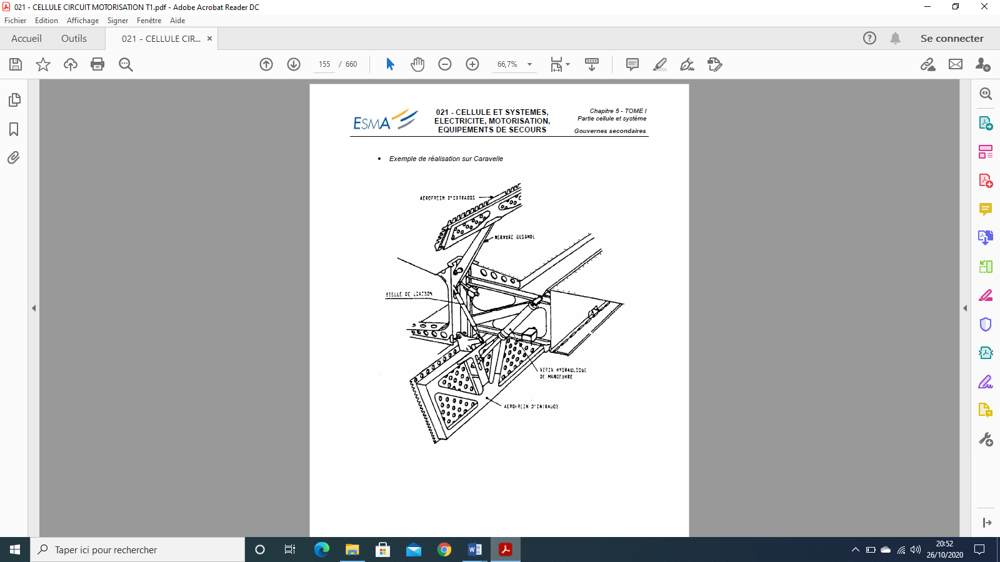 021 - CELLULE CIRCUIT MOTORISATION T1.pdf - Adobe Acrobat Reader DC
Fichier Edition Affichage Signer Fenêtre Aide
Accueil Outils 021 - CELLULE CIR... × Se connecter
155 / 660 66,7%
ESMA
021 - CELLULE ET SYSTEMES,
ELECTRICITE, MOTORISATION,
EQUIPEMENTS DE SECOURS
Chapitre 5 - TOME I
Partie cellule et système
Gouvernes secondaires
• Exemple de réalisation sur Caravelle
AEROFREIN D'EXTRADOS
NERVURE GUIGNOL
BIELLE DE LIAISON
VERIN HYDRAULIQUE
DE MANOEUVRE
AEROFREIN D'INTRADOS
Taper ici pour rechercher
20:52
26/10/2020